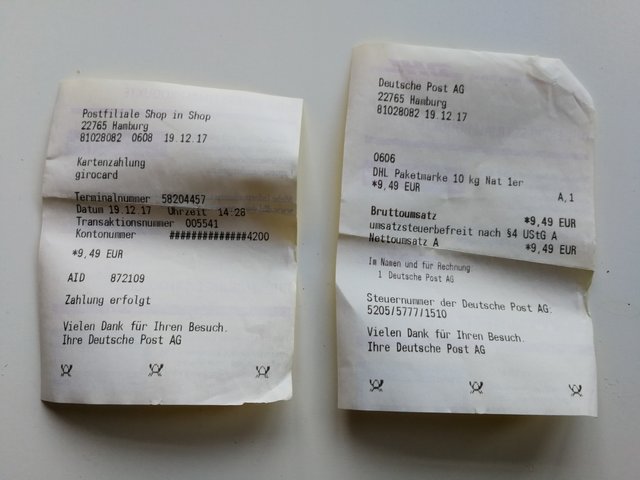 Postfiliale Shop in Shop
22765 Hamburg
81028082 0608 19.12.17
Kartenzahlung
girocard
Terminalnummer 58204457
Datum 19.12.17 Uhrzeit 14:28
Transaktionsnummer 005541
Kontonummer ##############4200
*9,49 EUR
AID 872109
Zahlung erfolgt
Vielen Dank für Ihren Besuch.
Ihre Deutsche Post AG
Deutsche Post AG
22765 Hamburg
81028082 19.12.17
0606
DHL Paketmarke 10 kg Nat 1er
*9,49 EUR A,1
Bruttoumsatz *9,49 EUR
umsatzsteuerbefreit nach §4 UStG A
Nettoumsatz A *9,49 EUR
Im Namen und für Rechnung
1 Deutsche Post AG
Steuernummer der Deutsche Post AG:
5205/5777/1510
Vielen Dank für Ihren Besuch.
Ihre Deutsche Post AG